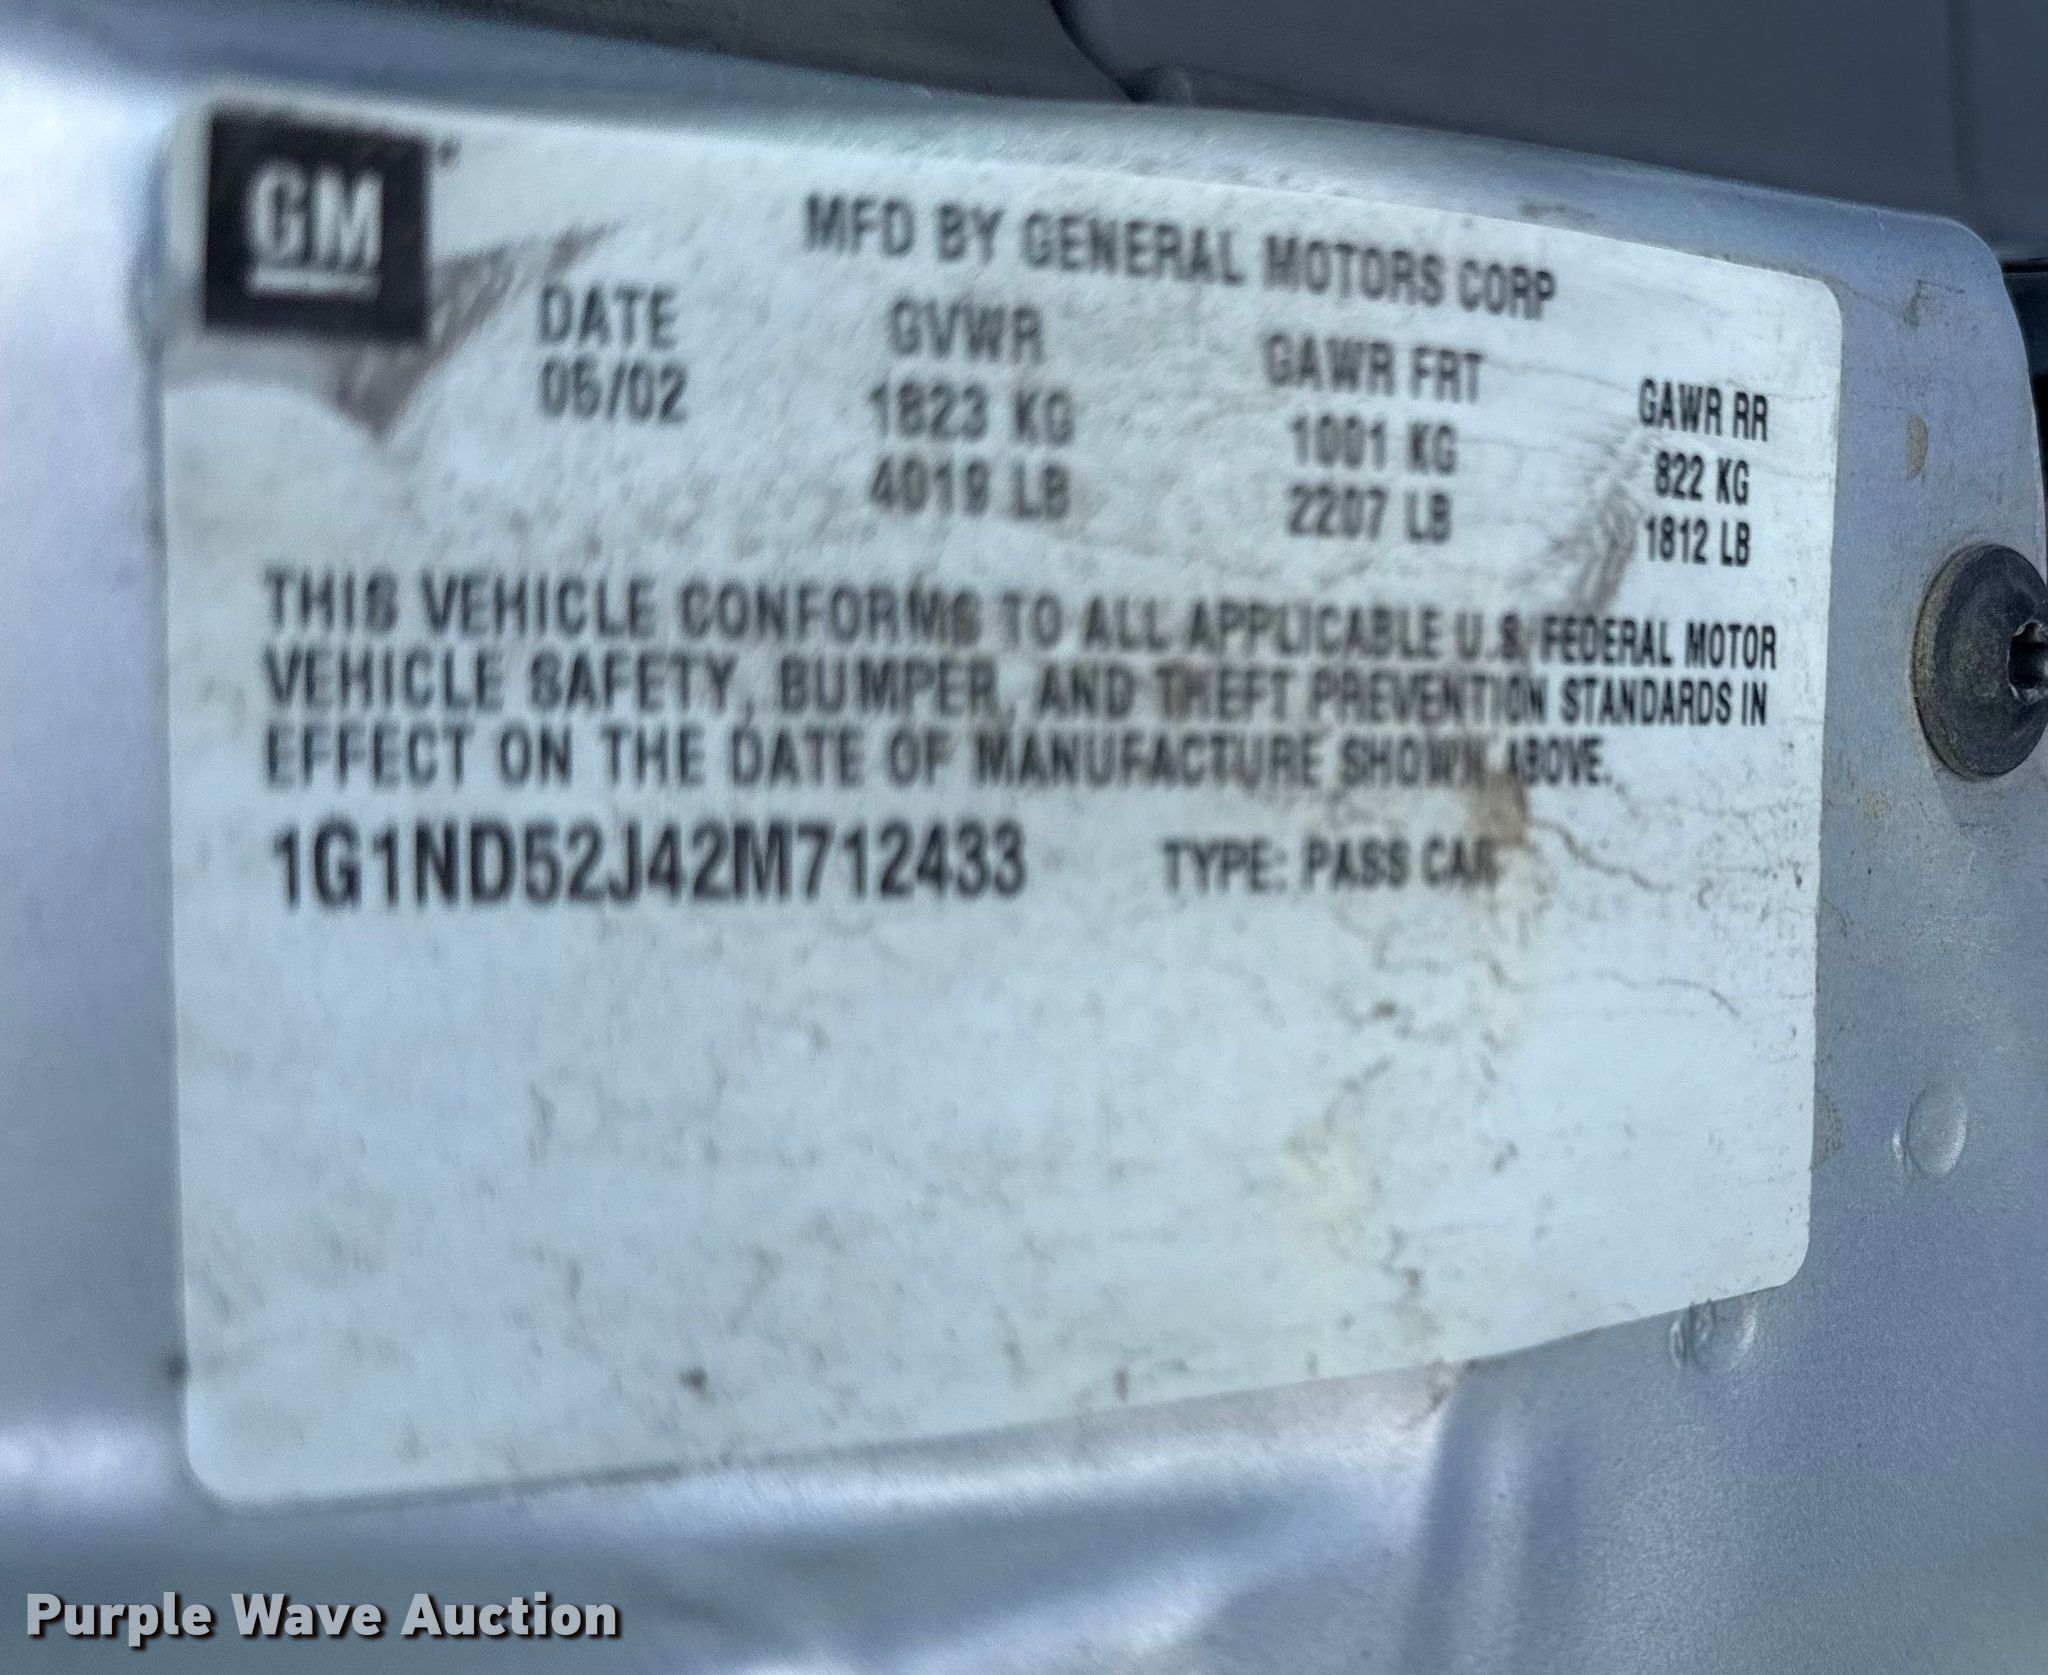 GM
MFD BY GENERAL MOTORS CORP
DATE GVWR GAWR FRT GAWR RR
05/02 1823 KG 1001 KG 822 KG
4019 LB 2207 LB 1812 LB
THIS VEHICLE CONFORMS TO ALL APPLICABLE U.S. FEDERAL MOTOR
VEHICLE SAFETY, BUMPER, AND THEFT PREVENTION STANDARDS IN
EFFECT ON THE DATE OF MANUFACTURE SHOWN ABOVE.
1G1ND52J42M712433 TYPE: PASS CAR
Purple Wave Auction